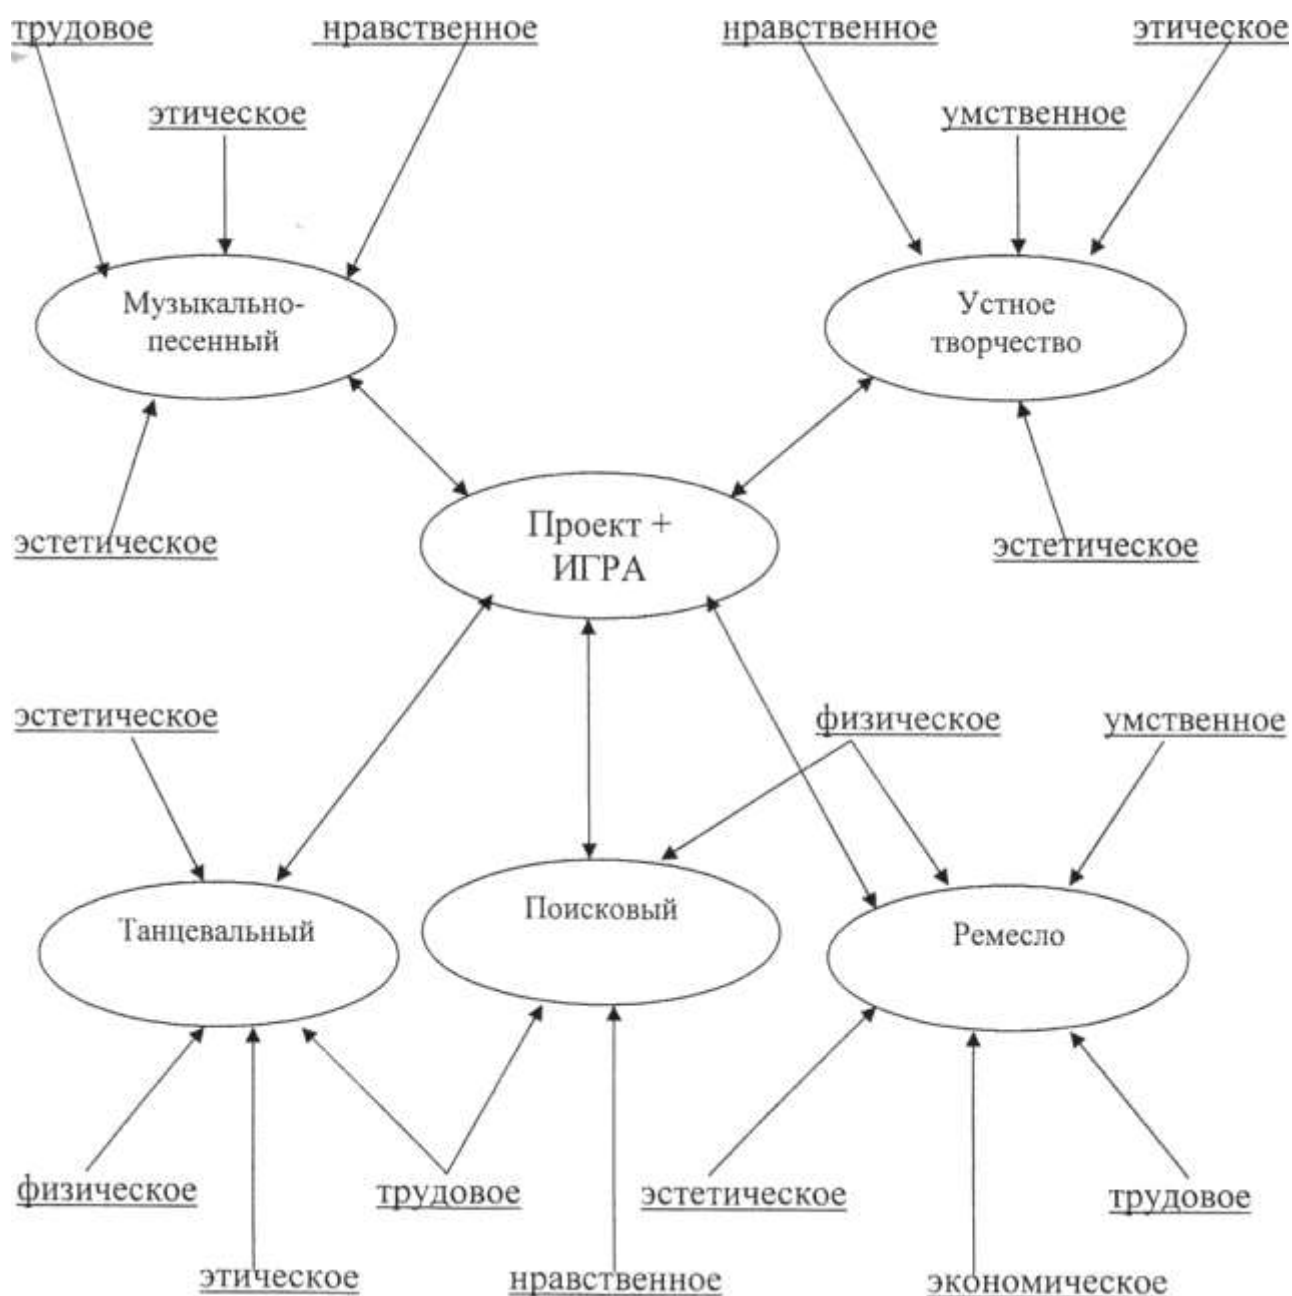 трудовое нравственное нравственное этическое
этическое умственное
Музыкально-
песенный
Устное
творчество
эстетическое эстетическое
Проект +
ИГРА
эстетическое физическое умственное
Танцевальный
Поисковый
Ремесло
физическое трудовое эстетическое трудовое
этическое нравственное экономическое